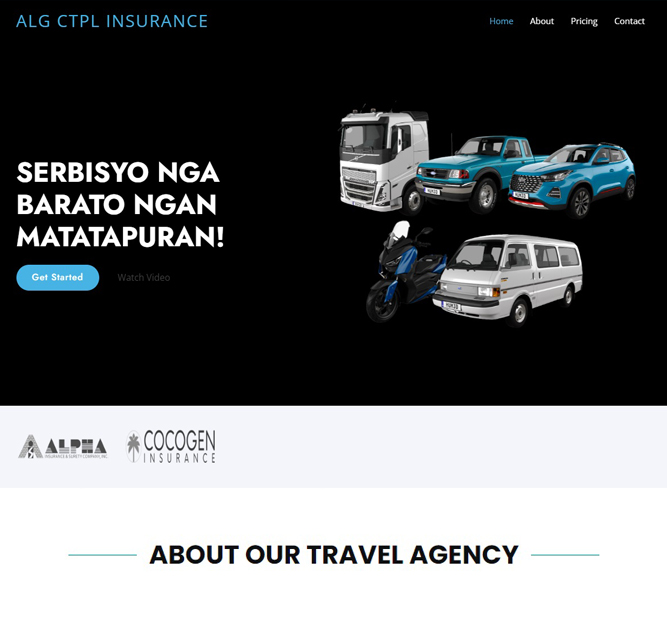 ALG CTPL INSURANCE
Home About Pricing Contact
SERBISYO NGA
BARATO NGAN
MATATAPURAN!
Get Started Watch Video
ALPHA
INSURANCE & SURETY COMPANY, INC.
COCOGEN
INSURANCE
ABOUT OUR TRAVEL AGENCY